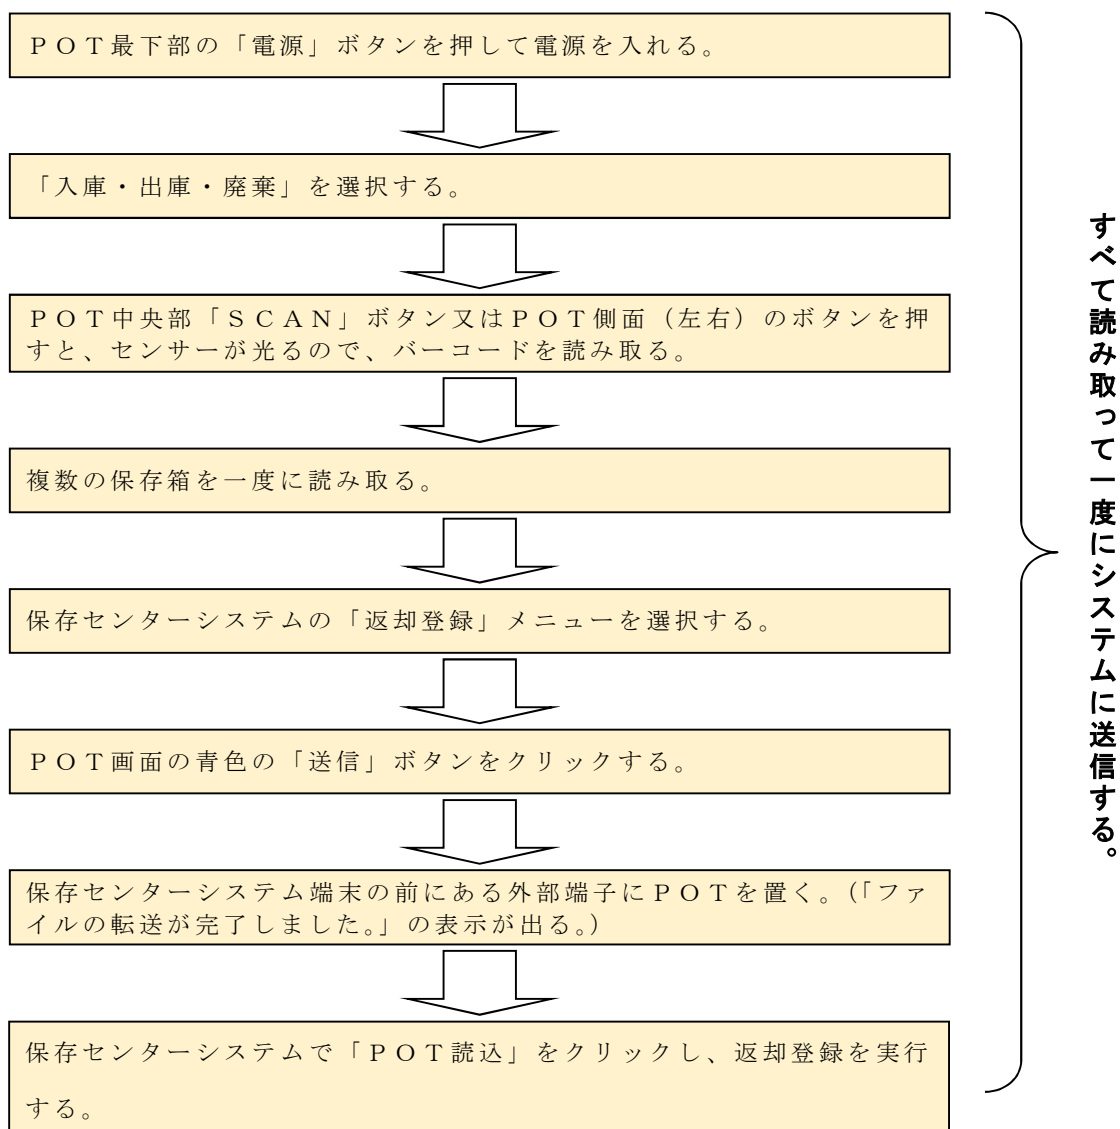 ＰＯＴ最下部の「電源」ボタンを押して電源を入れる。
「入庫・出庫・廃棄」を選択する。
ＰＯＴ中央部「ＳＣＡＮ」ボタン又はＰＯＴ側面（左右）のボタンを押
すと、センサーが光るので、バーコードを読み取る。
複数の保存箱を一度に読み取る。
保存センターシステムの「返却登録」メニューを選択する。
ＰＯＴ画面の青色の「送信」ボタンをクリックする。
保存センターシステム端末の前にある外部端子にＰＯＴを置く。（「ファ
イルの転送が完了しました。」の表示が出る。）
保存センターシステムで「ＰＯＴ読込」をクリックし、返却登録を実行
する。
すべて読み取って一度にシステムに送信する。